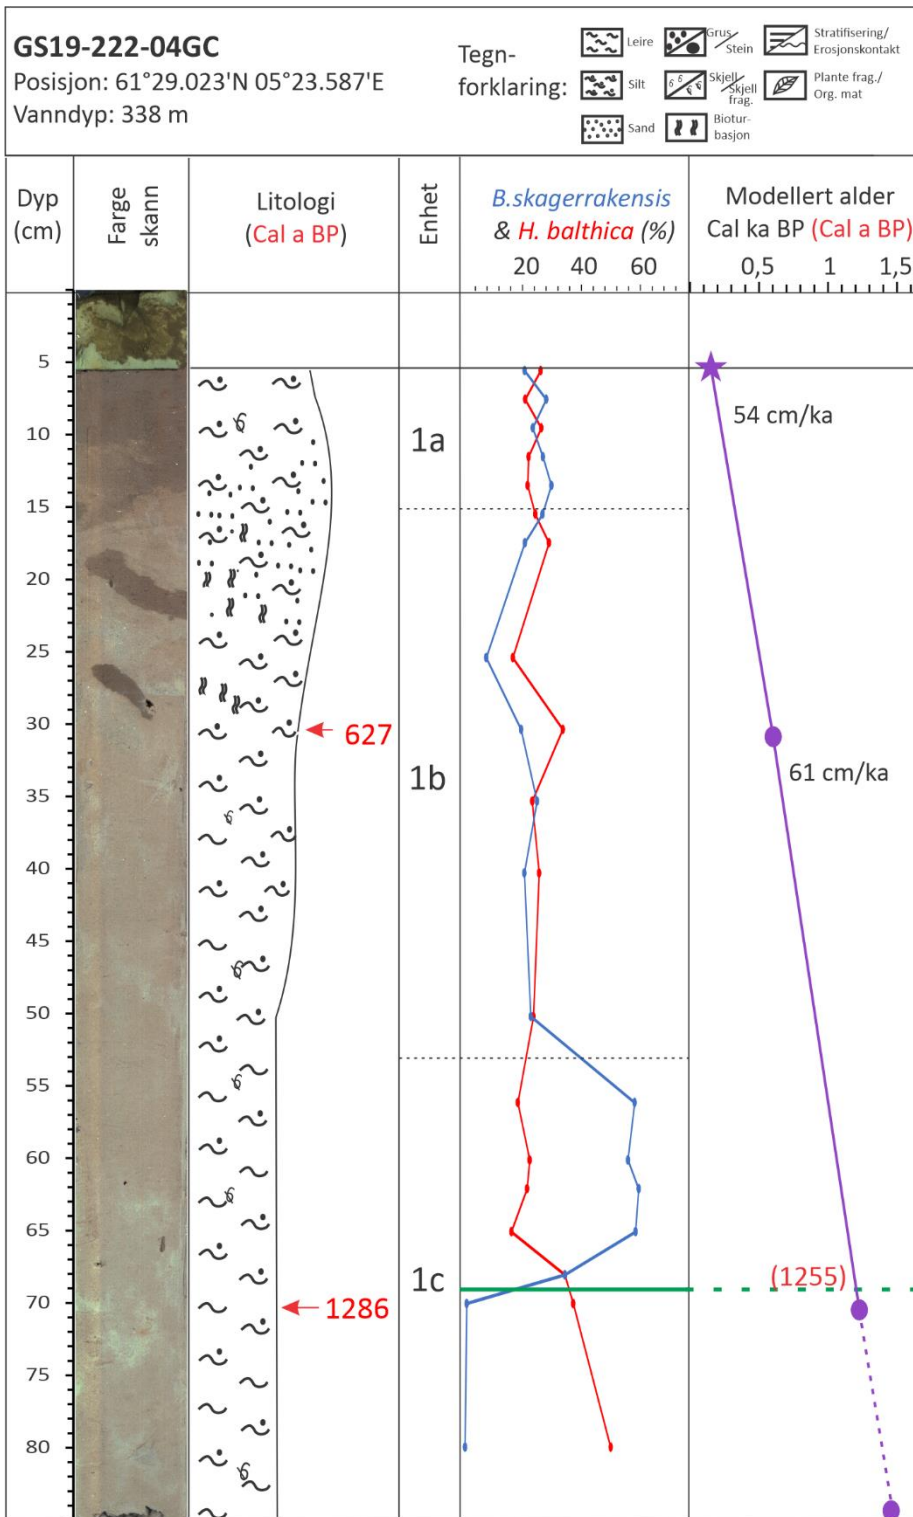 GS19-222-04GC
Posisjon: 61°29.023'N 05°23.587'E
Vanndyp: 338 m
Tegn-
forklaring:
Leire
Grus
Stein
Stratifisering/
Erosjonskontakt
Silt
Skjell
Skjell
frag.
Plante frag./
Org. mat
Sand
Biotur-
basjon
Dyp
(cm)
Farge
skann
Litologi
(Cal a BP)
Enhet
B.skagerrakensis
& H. balthica (%)
20 40 60
Modellert alder
Cal ka BP (Cal a BP)
0,5 1 1,5
5
10
15
20
25
30
35
40
45
50
55
60
65
70
75
80
1a
54 cm/ka
627
1b
61 cm/ka
1c
(1255)
1286